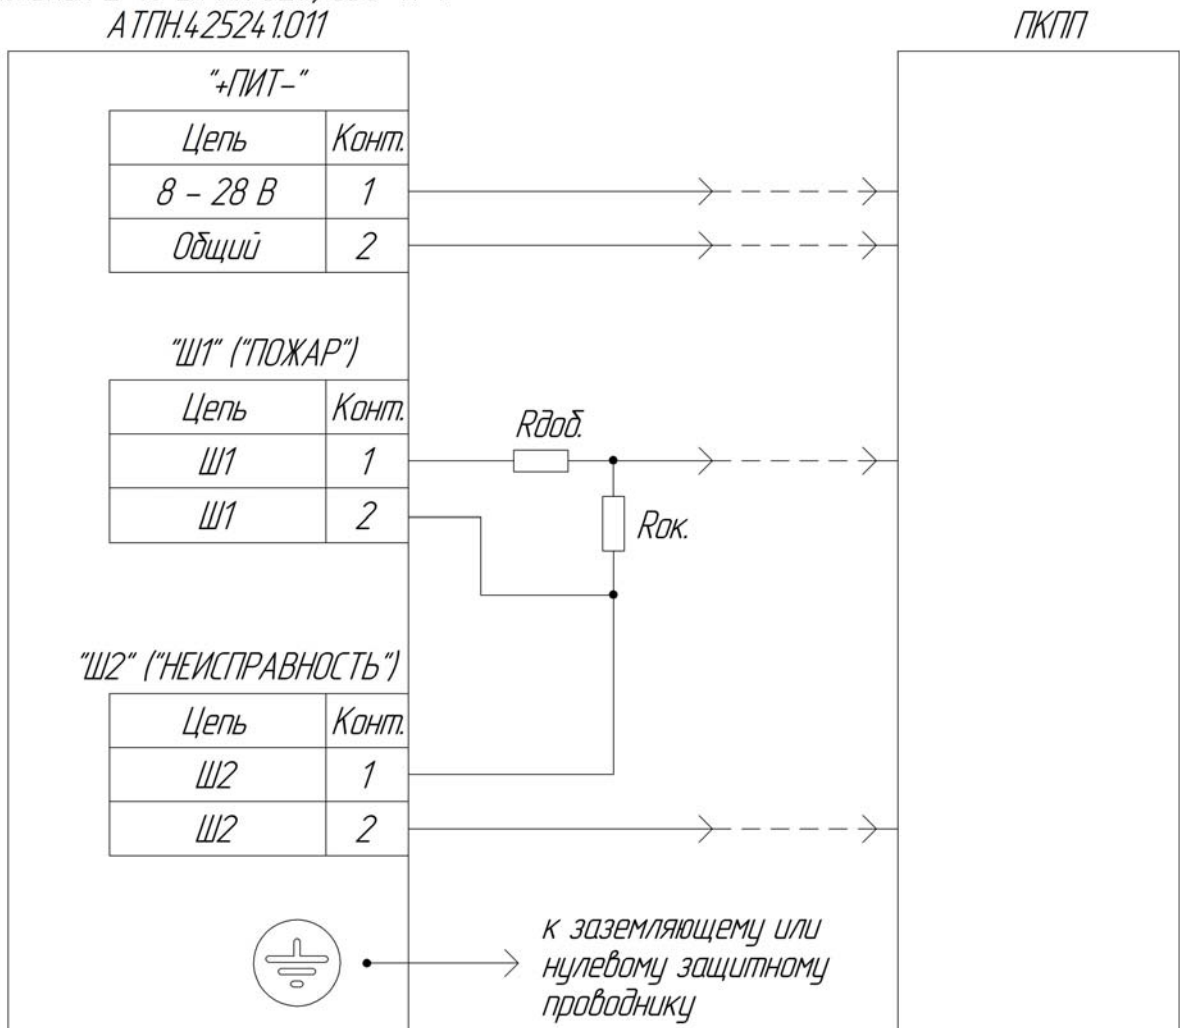 АТПН.425241.011
ПКПП
"+ПИТ–"
Цепь Конт.
8 – 28 В 1
Общий 2
"Ш1" ("ПОЖАР")
Цепь Конт.
Ш1 1
Ш1 2
Rдоб.
Rок.
"Ш2" ("НЕИСПРАВНОСТЬ")
Цепь Конт.
Ш2 1
Ш2 2
к заземляющему или
нулевому защитному
проводнику